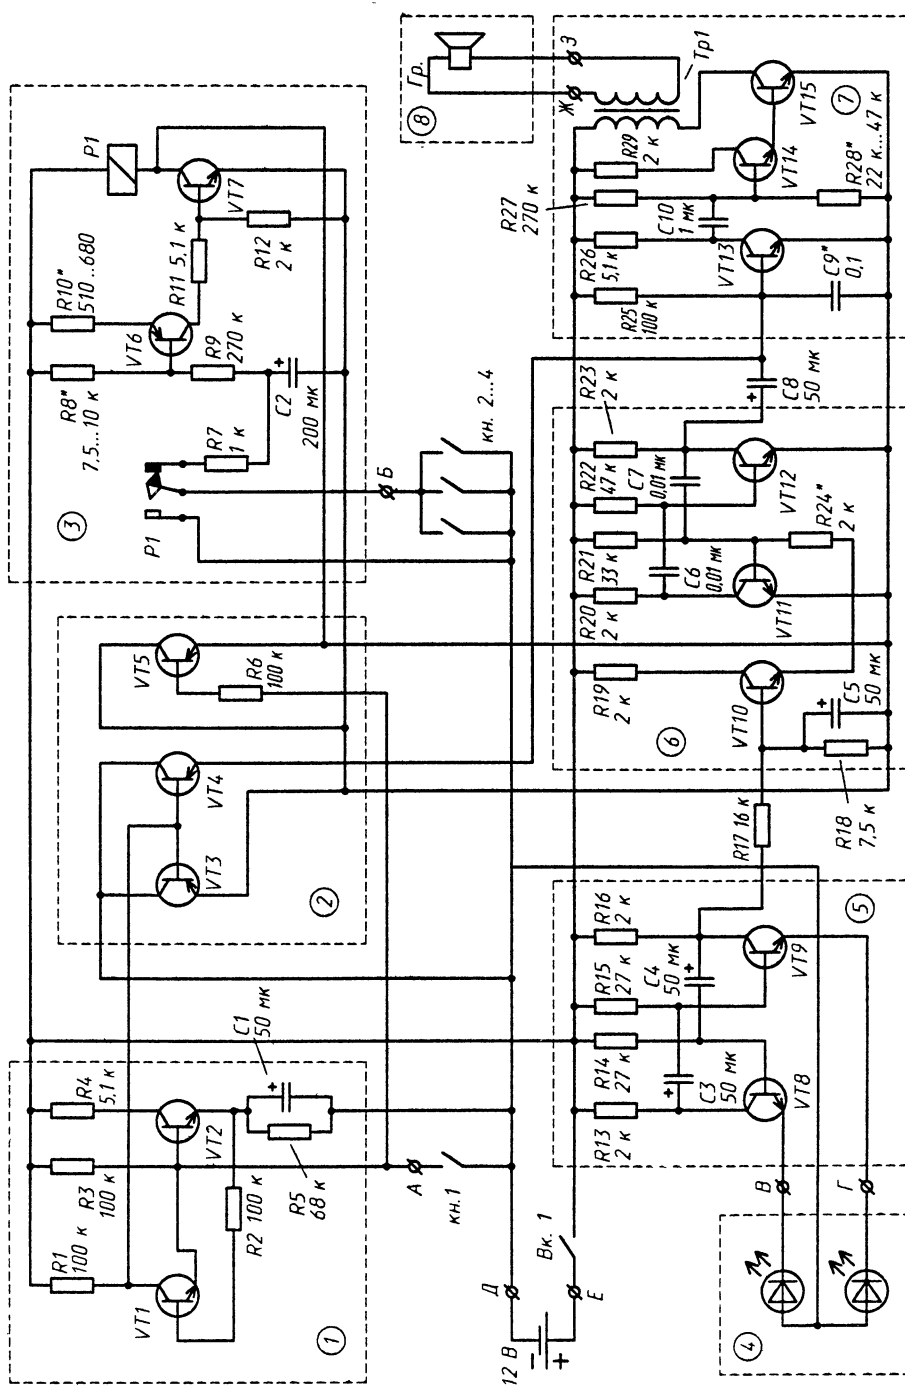 R1
100 к
R3
100 к
R4
5,1 к
C1
50 мк
VT1
VT2
R2 100 к
R5
68 к
1
А
кн.1
VT3
VT4
VT5
R6
100 к
2
R8*
7,5...10 к
R10*
510..680
P1
VT6
VT7
R11 5,1 к
R9
270 к
R12
2 к
R7
1 к
C2
200 мк
P1
3
Б
кн. 2...4
Гр.
8
Ж
З
Тр1
12 В
Д
Е
Вк. 1
4
В
Г
R13
2 к
R14
27 к
R15
27 к
R16
2 к
C3
50 мк
C4
50 мк
VT8
VT9
5
R17 16 к
R18
7,5 к
C5
50 мк
R19
2 к
R20
2 к
R21
33 к
R22
47 к
R23
2 к
C6
0,01 мк
C7
0,01 мк
VT10
VT11
VT12
R24*
2 к
6
C8
50 мк
R25
100 к
R26
5,1 к
R27
270 к
R29
2 к
C10
1 мк
VT13
VT14
VT15
C9*
0,1
R28*
22 к...47 к
7